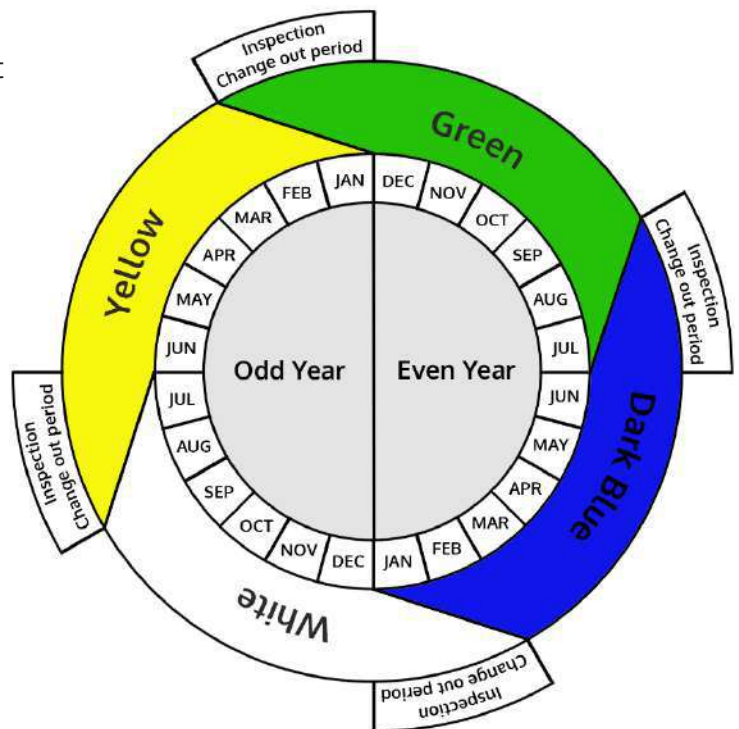 Inspection
Change out period
Green
Yellow
Inspection
Change out period
JAN
FEB
MAR
APR
MAY
JUN
JUL
AUG
SEP
OCT
NOV
DEC
DEC
NOV
OCT
SEP
AUG
JUL
JUN
MAY
APR
MAR
FEB
JAN
Odd Year
Even Year
Inspection
Change out period
Dark Blue
White
Inspection
Change out period